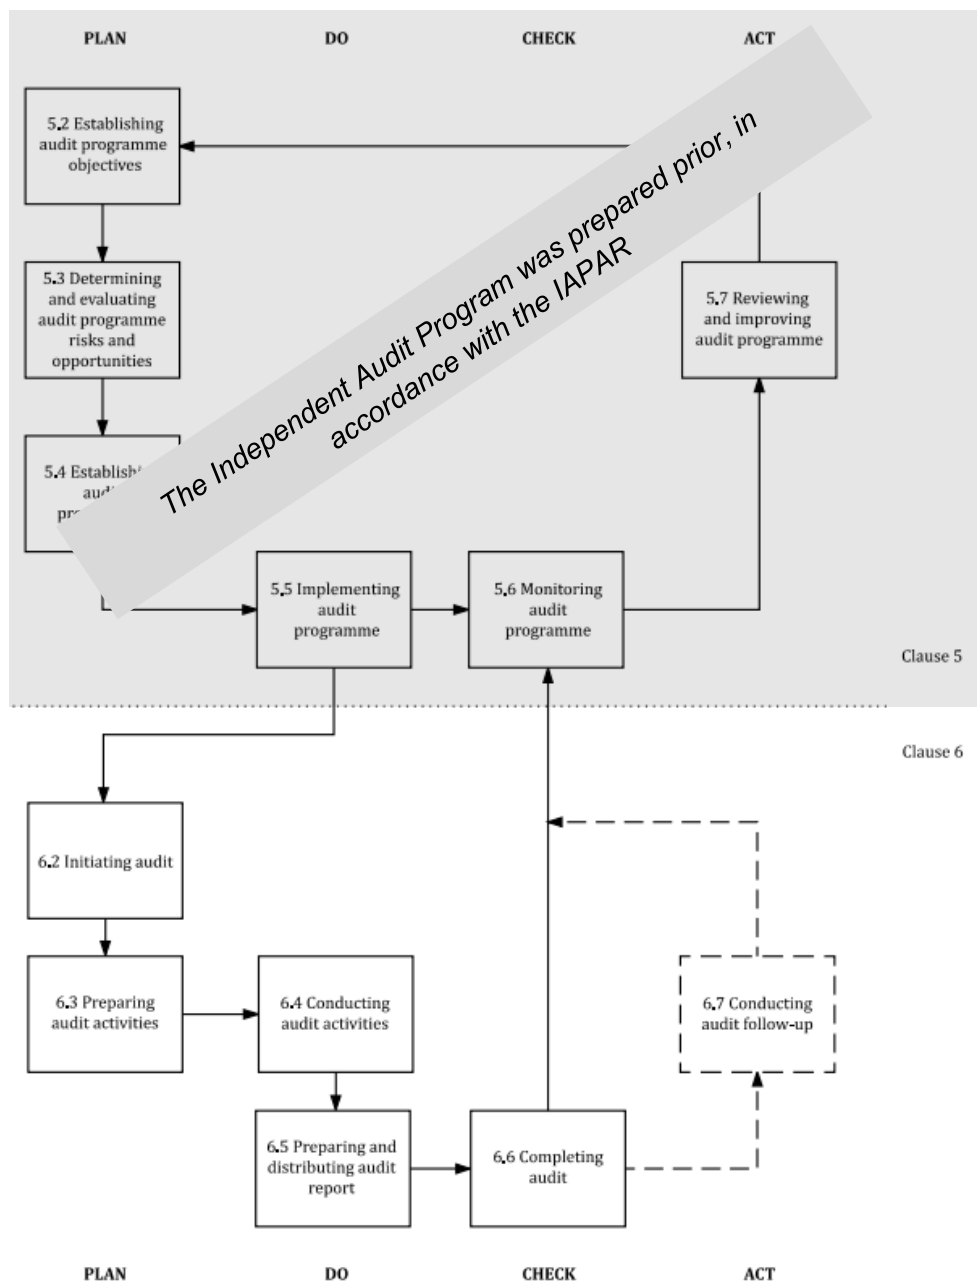 PLAN DO CHECK ACT
5.2 Establishing
audit programme
objectives
5.3 Determining
and evaluating
audit programme
risks and
opportunities
5.7 Reviewing
and improving
audit programme
The Independent Audit Program was prepared prior, in
accordance with the IAPAR
5.4
5.5 Implementing
audit
programme
5.6 Monitoring
audit
programme
Clause 5
Clause 6
6.2 Initiating audit
6.3 Preparing
audit activities
6.4 Conducting
audit activities
6.7 Conducting
audit follow-up
6.5 Preparing and
distributing audit
report
6.6 Completing
audit
PLAN DO CHECK ACT